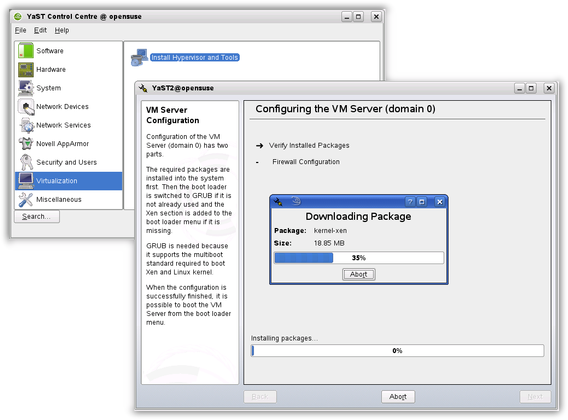 YaST Control Centre @ opensuse
File Edit Help
Software
Hardware
System
Network Devices
Network Services
Novell AppArmor
Security and Users
Virtualization
Miscellaneous
Search...
Install Hypervisor and Tools
YaST2@opensuse
VM Server
Configuration
Configuration of the VM
Server (domain 0) has two
parts.
The required packages are
installed into the system
first. Then the boot loader
is switched to GRUB if it is
not already used and the
Xen section is added to the
boot loader menu if it is
missing.
GRUB is needed because
it supports the multiboot
standard required to boot
Xen and Linux kernel.
When the configuration is
successfully finished, it is
possible to boot the VM
Server from the boot loader
menu.
Configuring the VM Server (domain 0)
Verify Installed Packages
- Firewall Configuration
Downloading Package
Package: kernel-xen
Size: 18.85 MB
35%
Abort
Installing packages...
0%
Back
Abort
Next